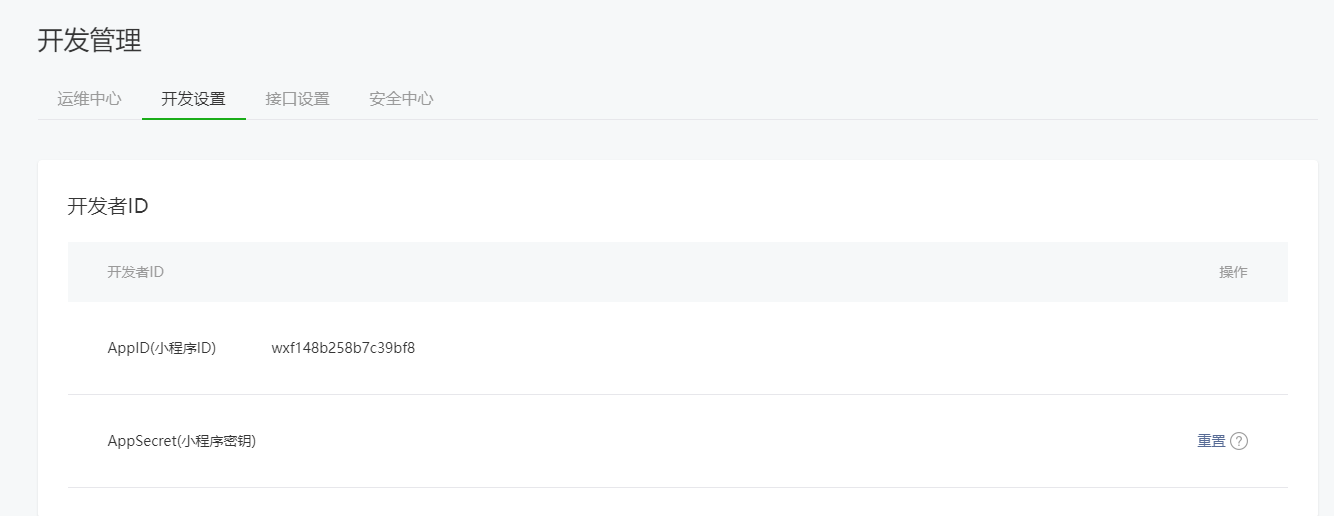 开发管理
运维中心 开发设置 接口设置 安全中心
开发者ID
开发者ID 操作
AppID(小程序ID) wxf148b258b7c39bf8
AppSecret(小程序密钥) 重置 ?